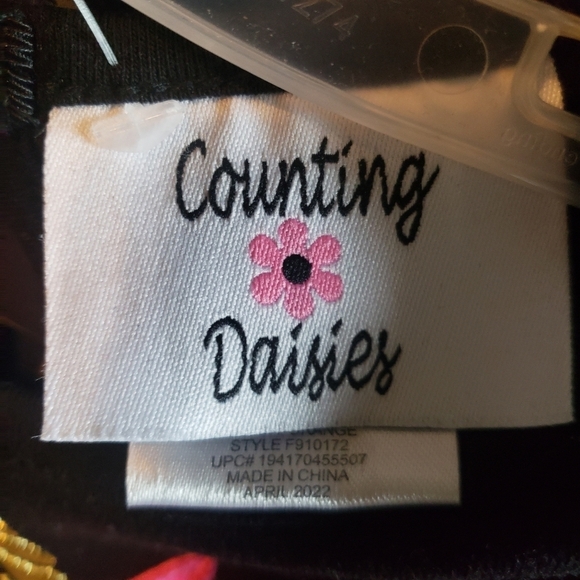 Counting
Daisies
STYLE F910172
UPC# 194170455507
MADE IN CHINA
APRIL 2022